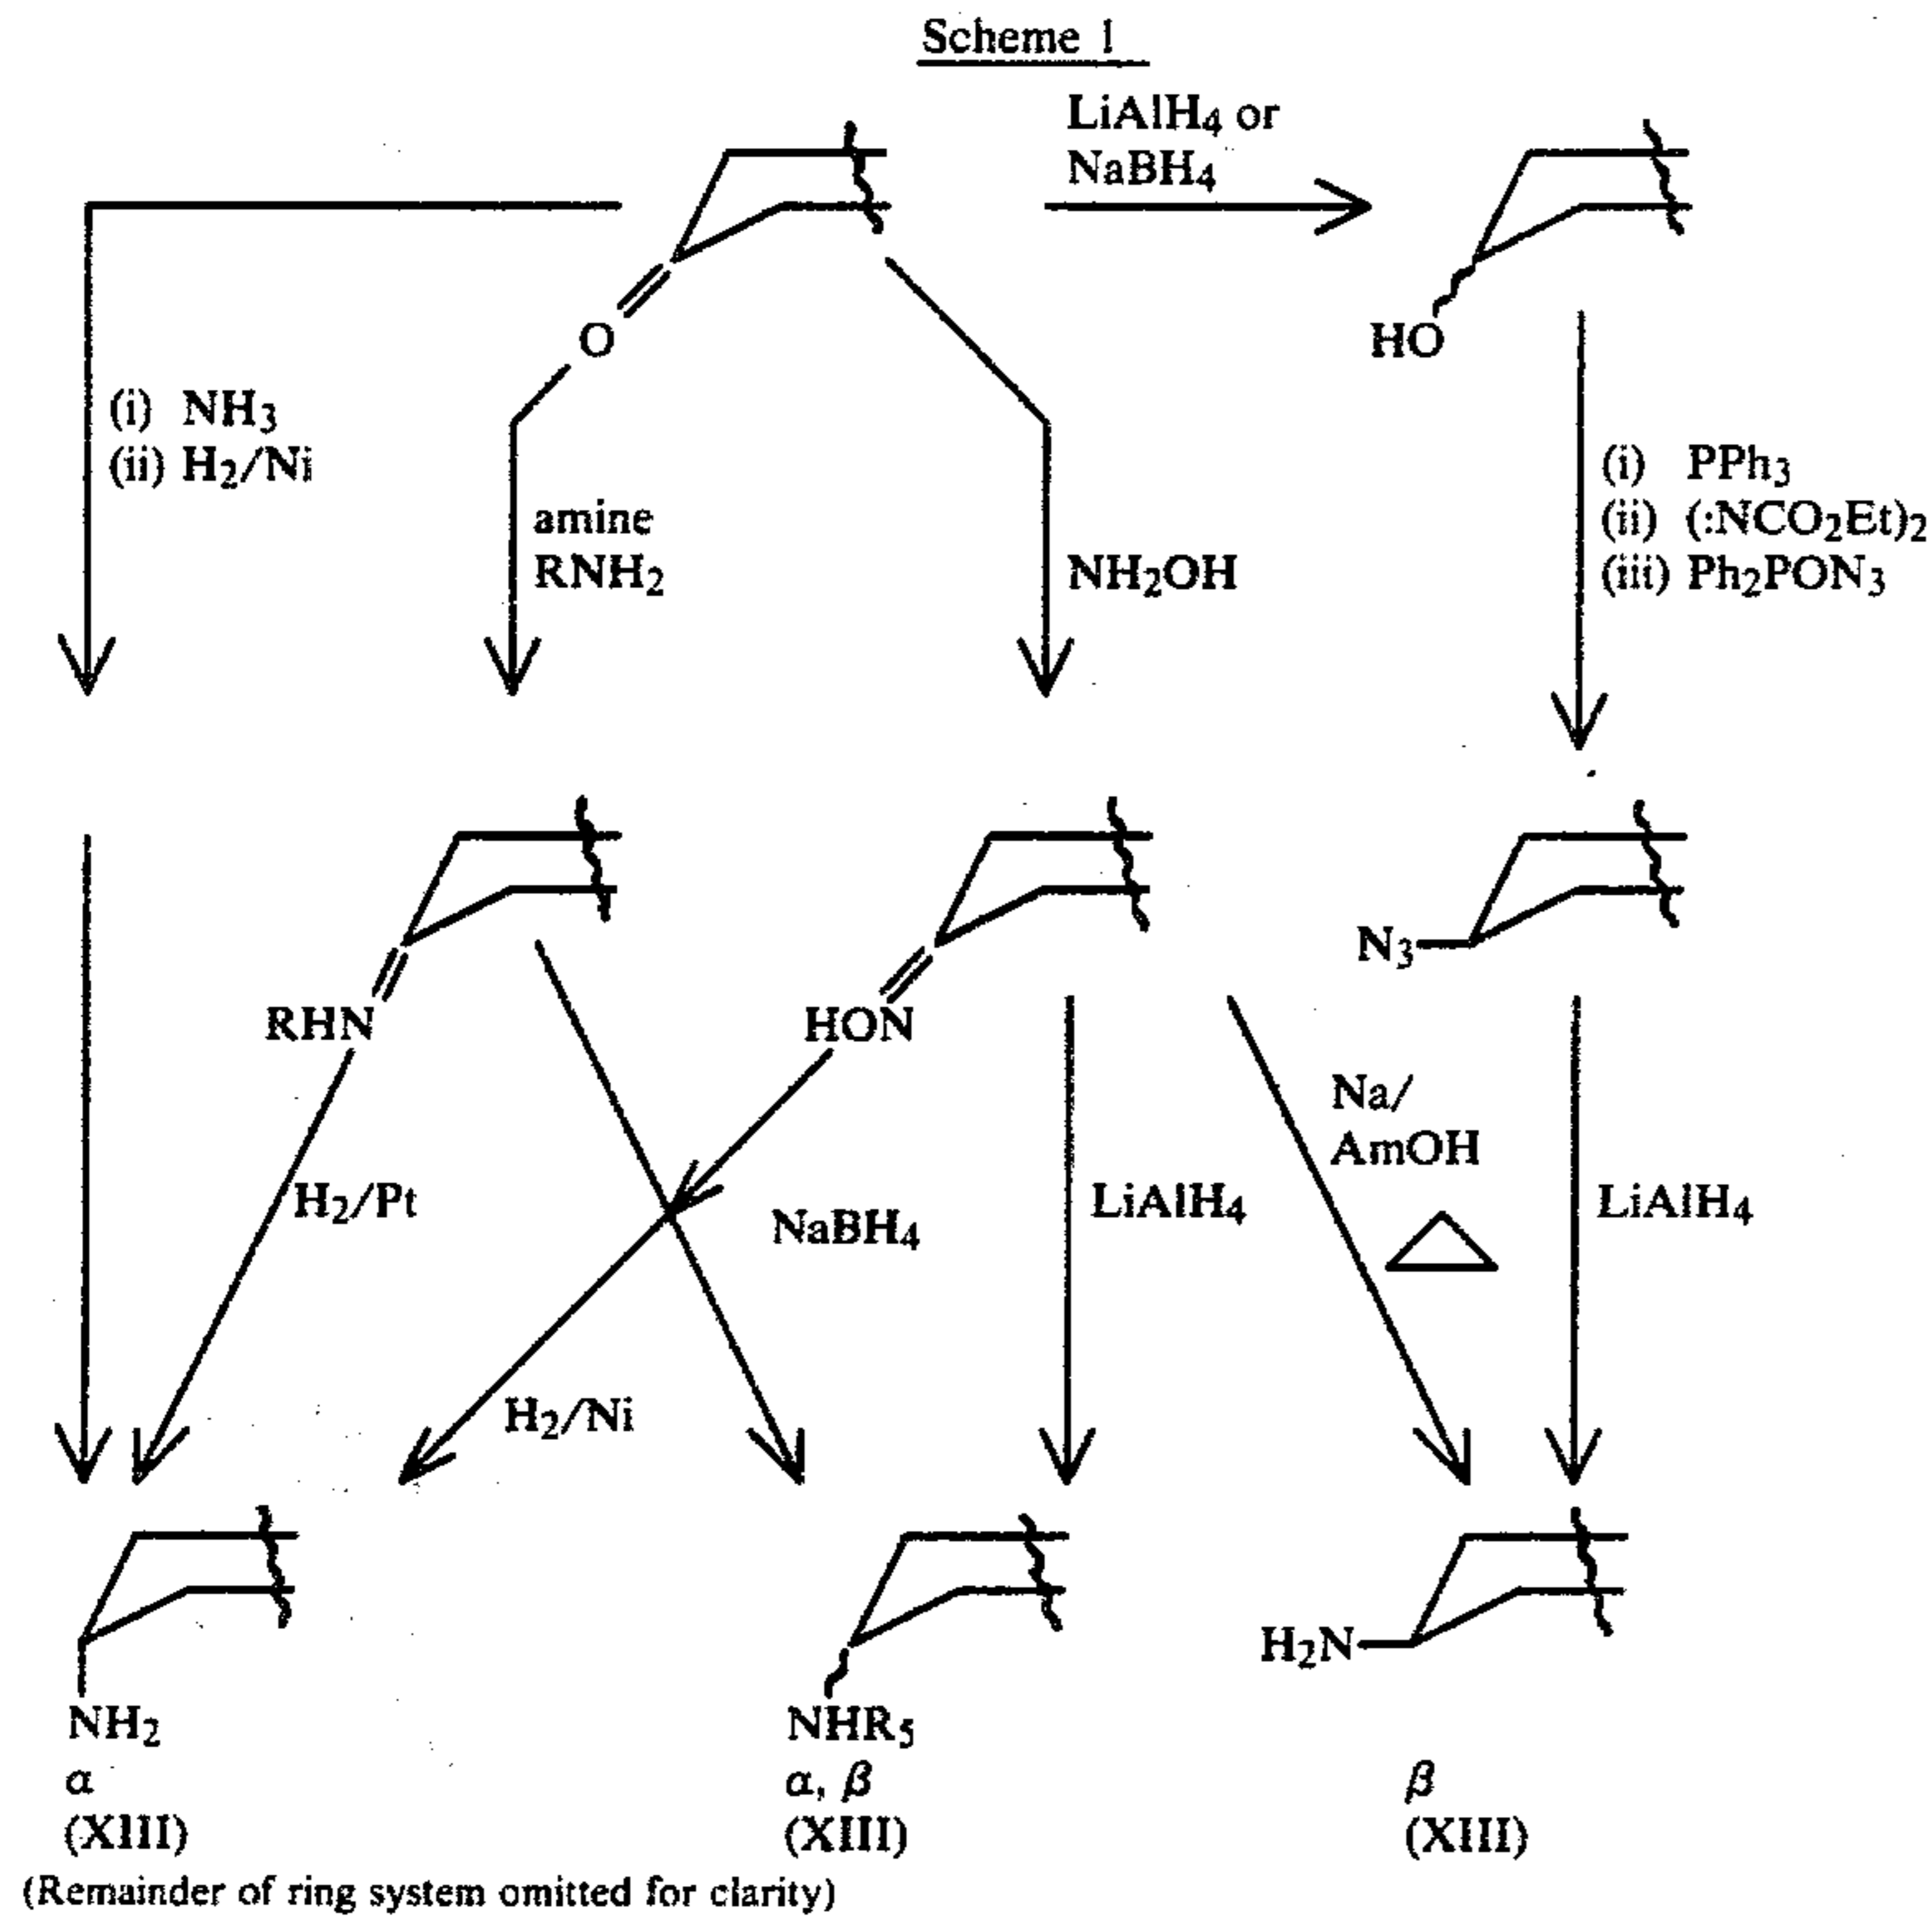 Scheme 1
LiAlH4 or
NaBH4
O
HO
(i) NH3
(ii) H2/Ni
amine
RNH2
NH2OH
(i) PPh3
(ii) (:NCO2Et)2
(iii) Ph2PON3
RHN
HON
N3
H2/Pt
NaBH4
LiAlH4
Na/
AmOH
LiAlH4
H2/Ni
NH2
α
(XIII)
NHR5
α, β
(XIII)
H2N
β
(XIII)
(Remainder of ring system omitted for clarity)